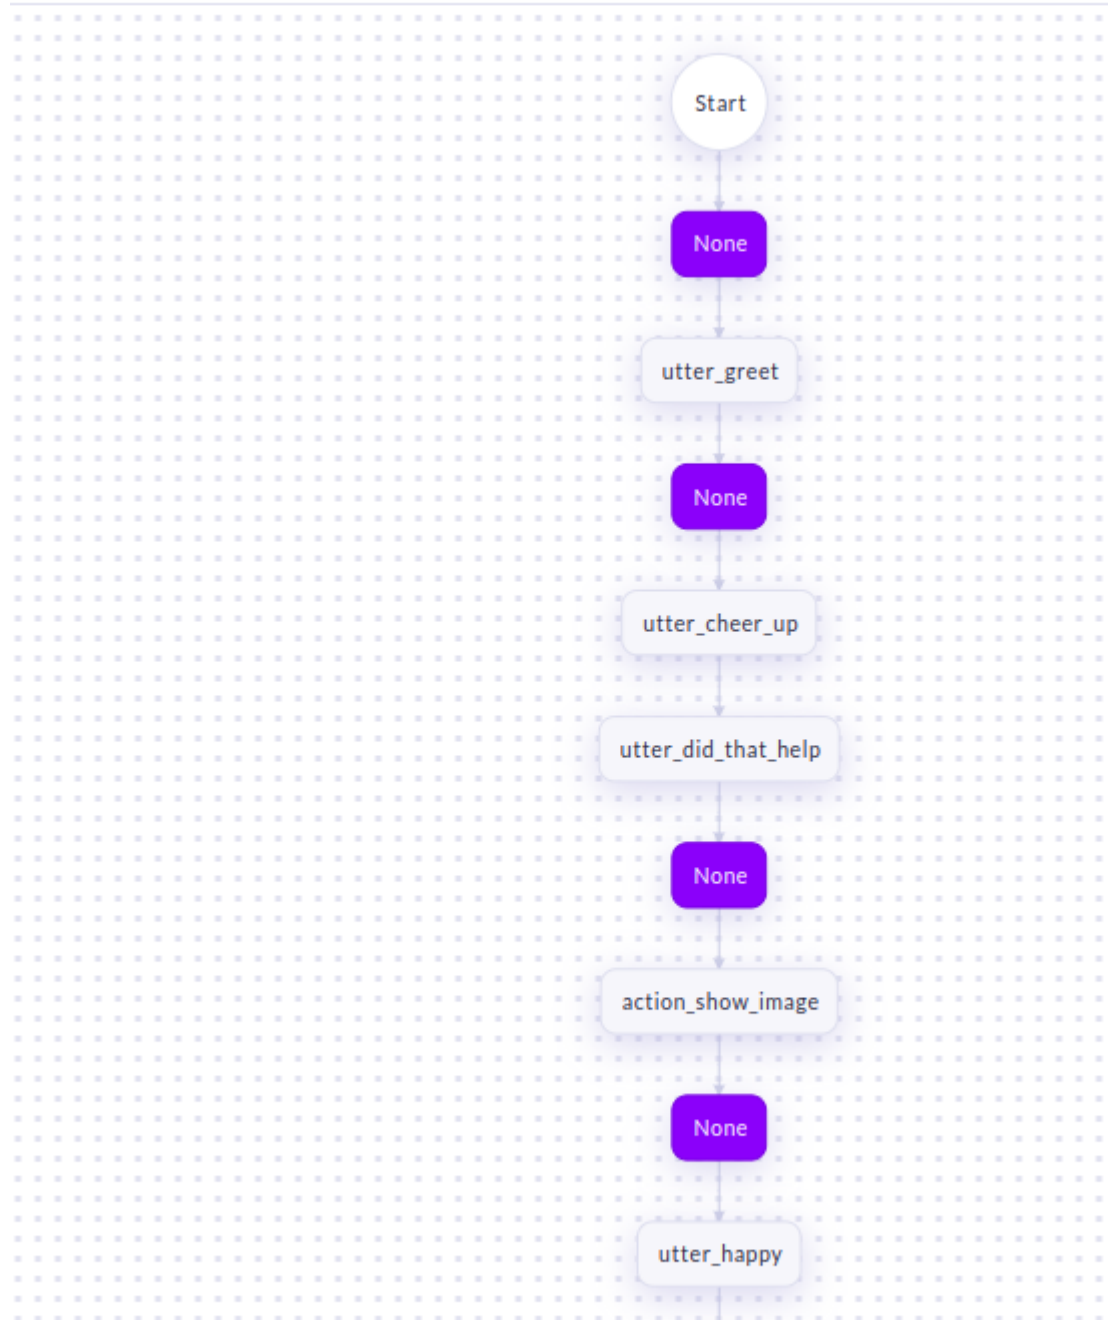 Start
None
utter_greet
None
utter_cheer_up
utter_did_that_help
None
action_show_image
None
utter_happy